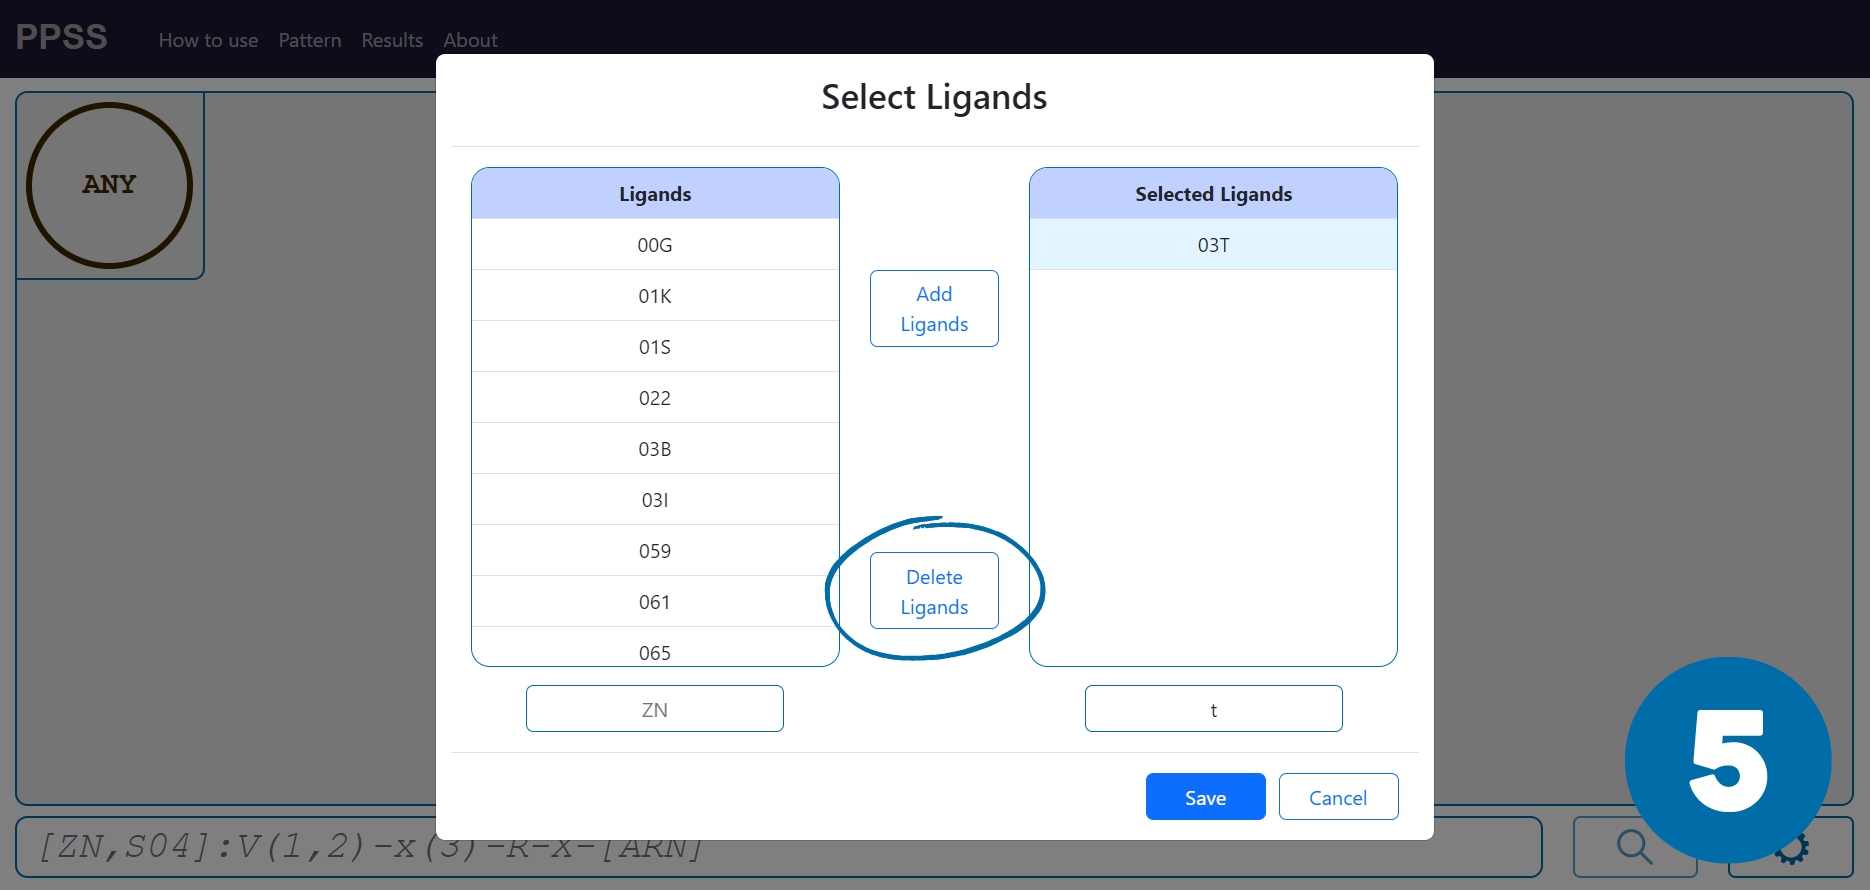 PPSS
How to use Pattern Results About
Select Ligands
ANY
Ligands
00G
01K
01S
022
03B
03I
059
061
065
ZN
Add
Ligands
Delete
Ligands
Selected Ligands
03T
t
Save Cancel
[ZN,SO4]:V(1,2)-x(3)-R-X-[ARN]
5